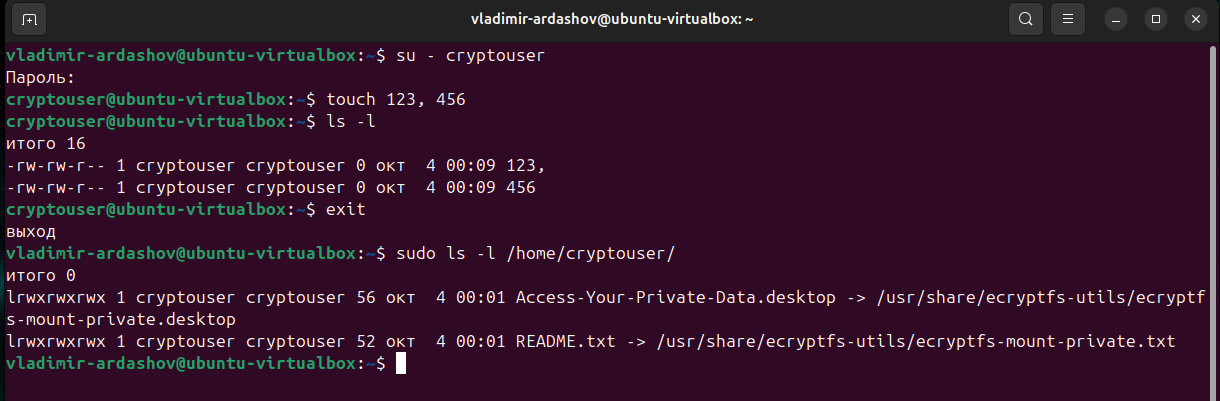 vladimir-ardashov@ubuntu-virtualbox: ~
vladimir-ardashov@ubuntu-virtualbox:~$ su - cryptouser
Пароль:
cryptouser@ubuntu-virtualbox:~$ touch 123, 456
cryptouser@ubuntu-virtualbox:~$ ls -l
итого 16
-rw-rw-r-- 1 cryptouser cryptouser 0 окт  4 00:09 123,
-rw-rw-r-- 1 cryptouser cryptouser 0 окт  4 00:09 456
cryptouser@ubuntu-virtualbox:~$ exit
выход
vladimir-ardashov@ubuntu-virtualbox:~$ sudo ls -l /home/cryptouser/
итого 0
lrwxrwxrwx 1 cryptouser cryptouser 56 окт  4 00:01 Access-Your-Private-Data.desktop -> /usr/share/ecryptfs-utils/ecryptf
s-mount-private.desktop
lrwxrwxrwx 1 cryptouser cryptouser 52 окт  4 00:01 README.txt -> /usr/share/ecryptfs-utils/ecryptfs-mount-private.txt
vladimir-ardashov@ubuntu-virtualbox:~$